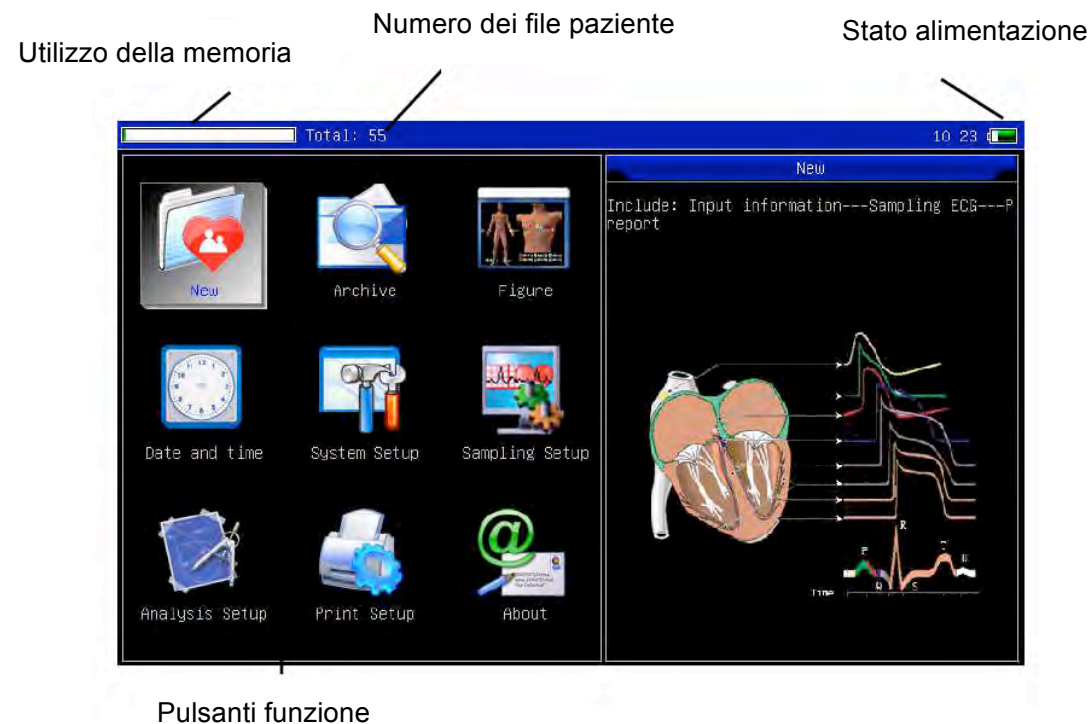 Numero dei file paziente
Stato alimentazione
Utilizzo della memoria
Total: 55
10 23
New
Include: Input information---Sampling ECG---P
report
New
Archive
Figure
Date and time
System Setup
Sampling Setup
Analysis Setup
Print Setup
About
R
P
T
U
Q
S
Time
Pulsanti funzione